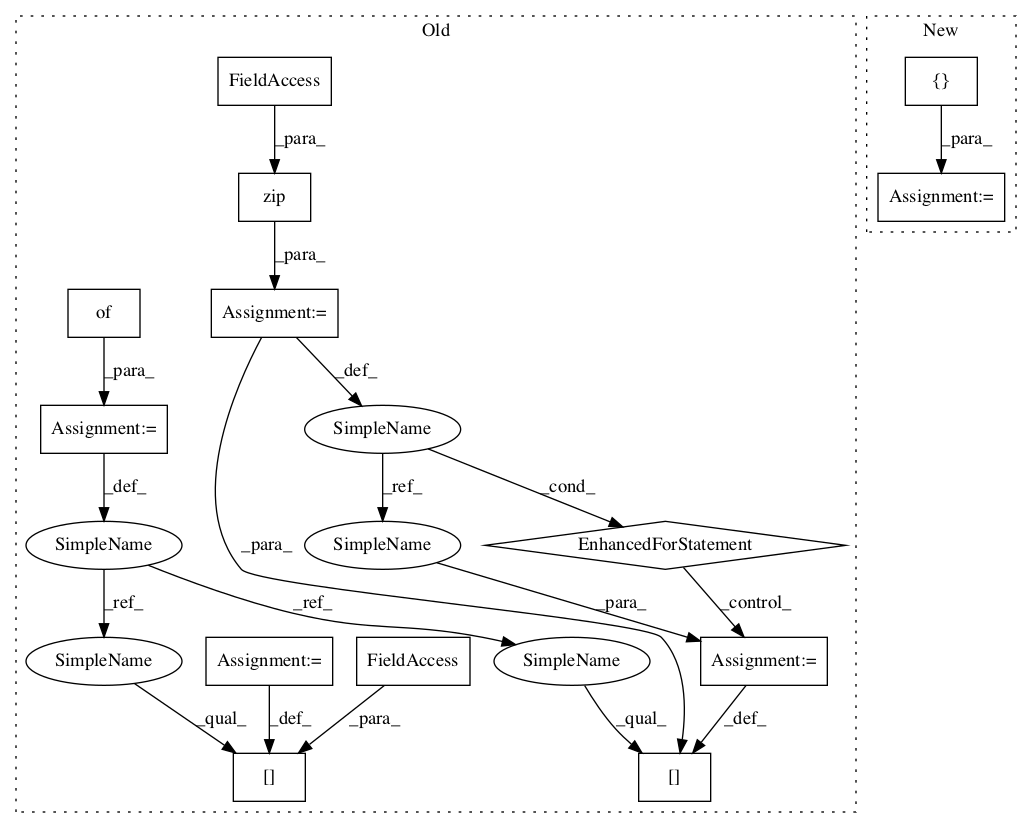 Old
New
FieldAccess
{}
_para_
_para_
zip
Assignment:=
_para_
of
Assignment:=
_para_
_def_
Assignment:=
SimpleName
_def_
_ref_
_cond_
SimpleName
SimpleName
EnhancedForStatement
_para_
_ref_
_ref_
_para_
_control_
SimpleName
Assignment:=
FieldAccess
SimpleName
Assignment:=
_qual_
_def_
_para_
_qual_
_def_
[]
[]